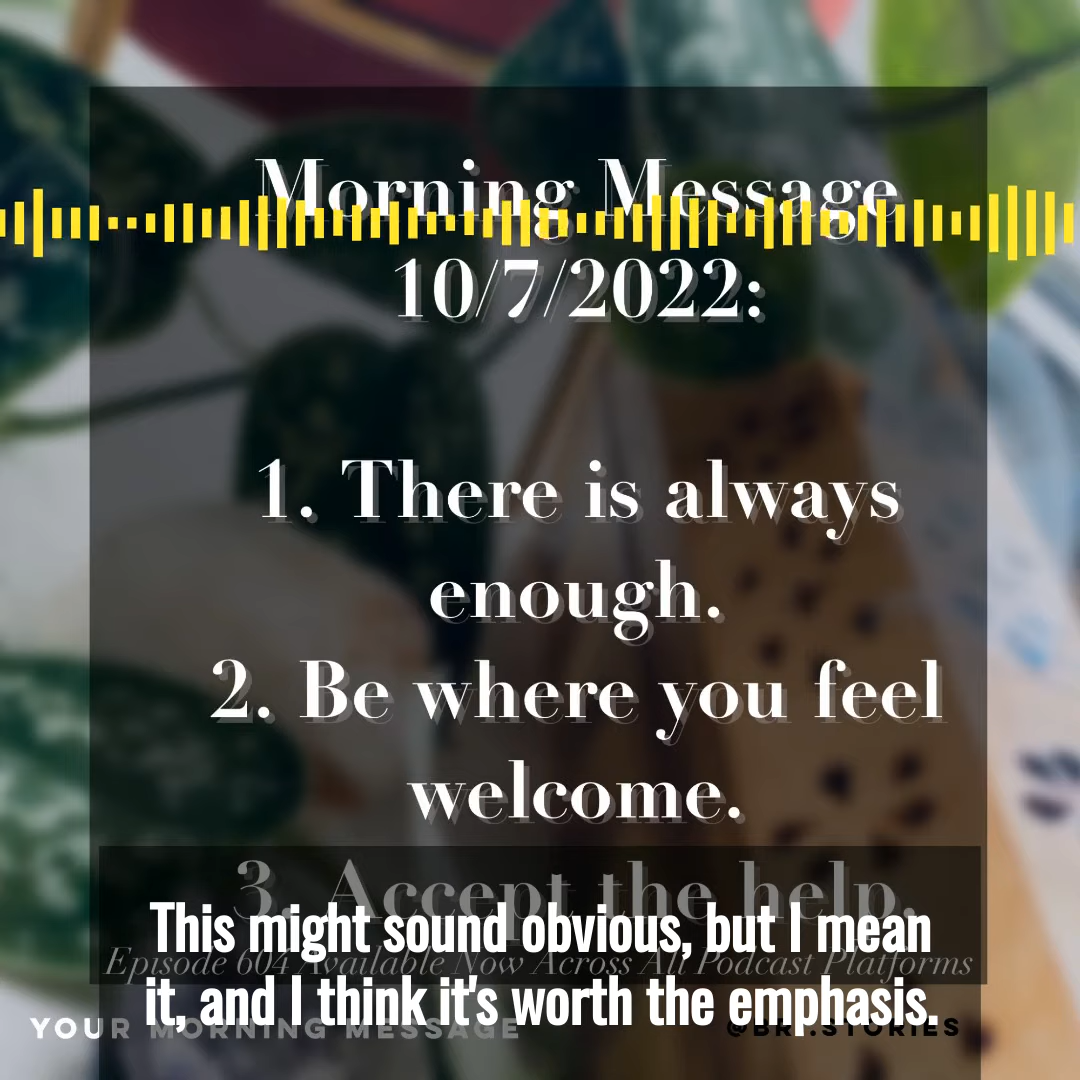 Morning Message
10/7/2022:
1. There is always
enough.
2. Be where you feel
welcome.
3. Accept the help.
This might sound obvious, but I mean
Episode 604 Available Now Across All Podcast Platforms
it, and I think it's worth the emphasis.
YOUR MORNING MESSAGE